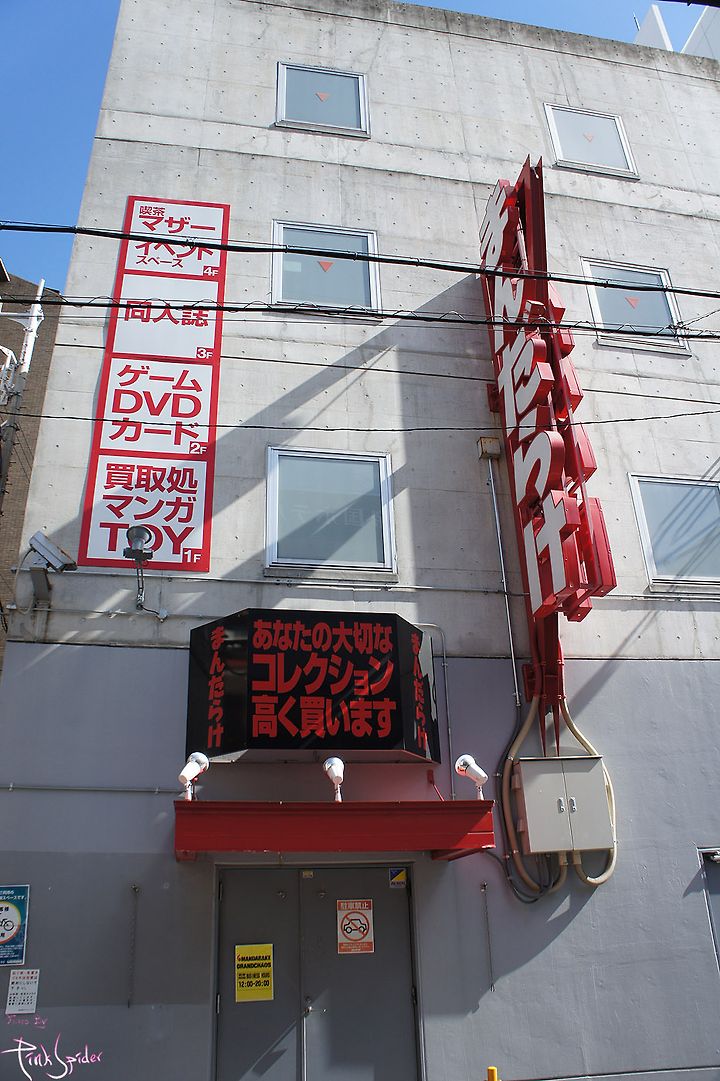 喫茶
マザー
イベント
スペース
4F
同人誌
3F
ゲーム
DVD
カード
2F
買取処
マンガ
TOY
1F
まんだらけ
まんだらけ
あなたの大切な
コレクション
高く買います
まんだらけ
駐車禁止
MANDARAKE
GRANDCHAOS
12:00-20:00
Pink Spider